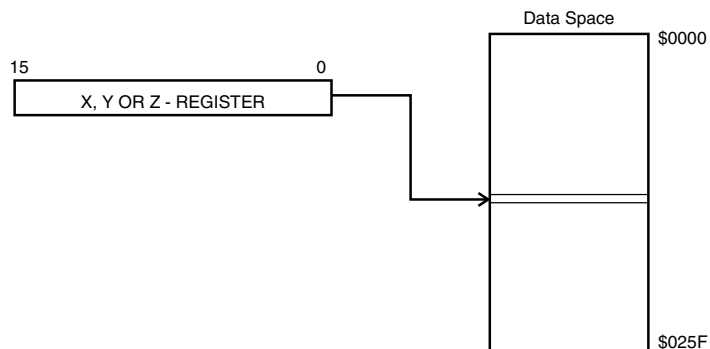 Data Space
$0000
15 0
X, Y OR Z - REGISTER
$025F